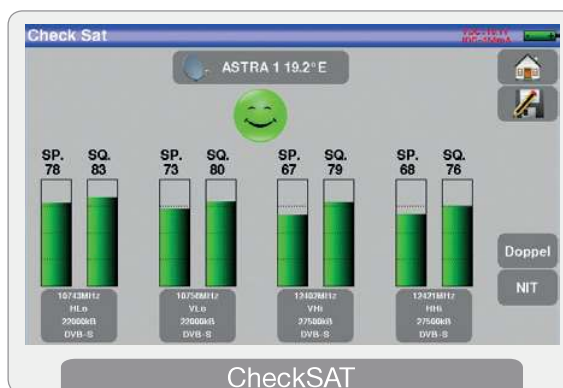 Check Sat
ASTRA 1 19.2°E
SP. SQ. SP. SQ. SP. SQ. SP. SQ.
78 83 73 80 67 79 68 76
Doppel
NIT
10743MHz 10758MHz 12402MHz 12421MHz
HLo VLo VHi HHi
22000kB 22000kB 27500kB 27500kB
DVB-S DVB-S DVB-S DVB-S
CheckSAT